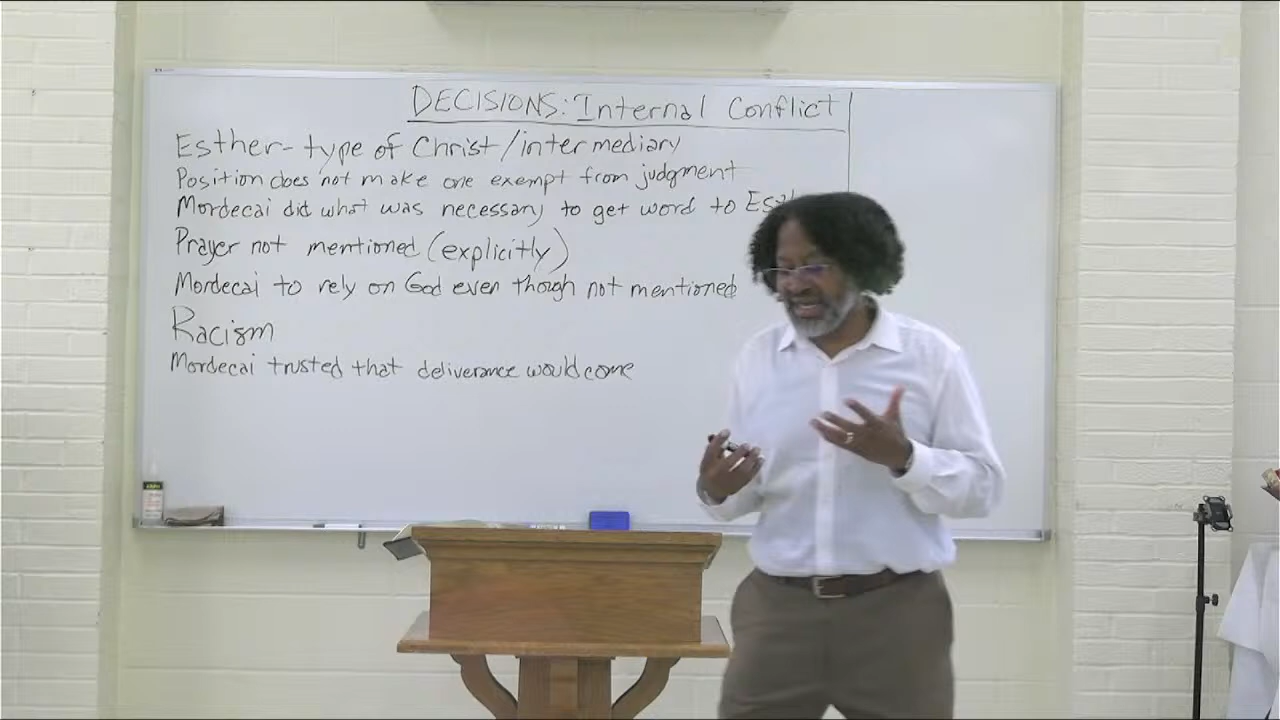 DECISIONS: Internal Conflict
Esther- type of Christ/intermediary
Position does not make one exempt from judgment
Mordecai did what was necessary to get word to
Prayer not mentioned (explicitly)
Mordecai to rely on God even though not mentioned
Racism
Mordecai trusted that deliverance would come